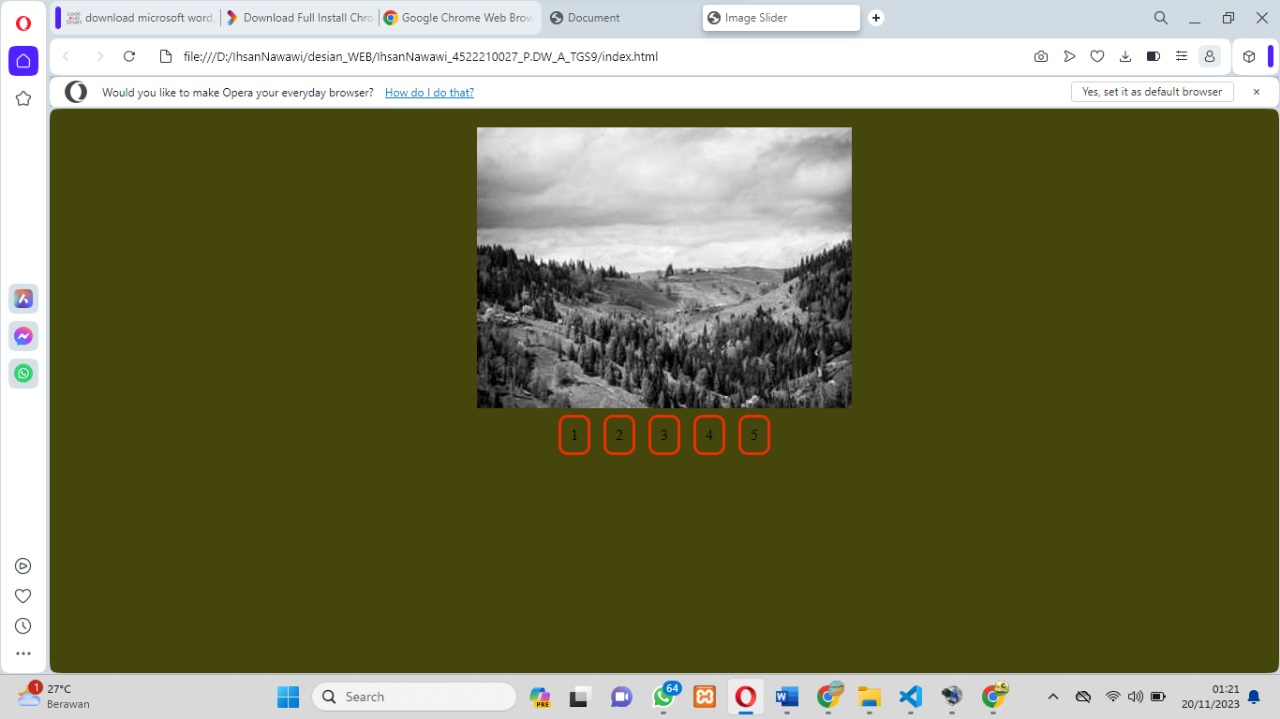 download microsoft word.
Download Full Install Chro
Google Chrome Web Brow
Document
Image Slider
file:///D:/IhsanNawawi/desian_WEB/IhsanNawawi_4522210027_P.DW_A_TGS9/index.html
Would you like to make Opera your everyday browser? How do I do that?
Yes, set it as default browser
1 2 3 4 5
1
27°C
Berawan
Search
PRE
64
01:21
20/11/2023